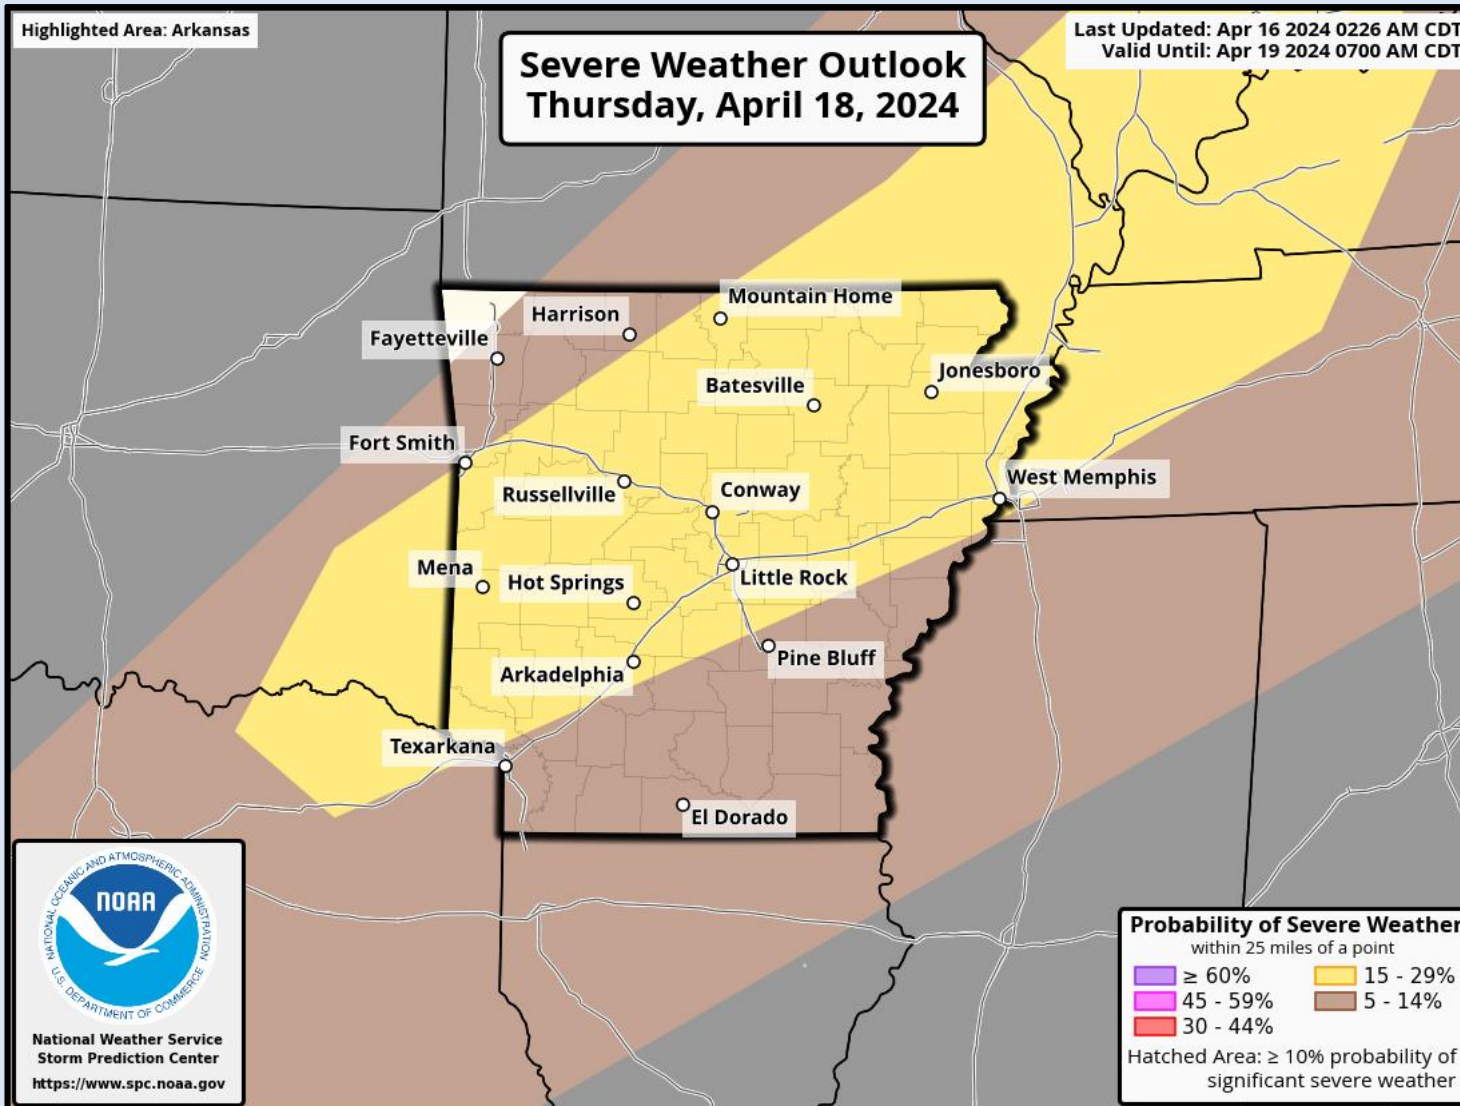 Highlighted Area: Arkansas
Severe Weather Outlook
Thursday, April 18, 2024
Last Updated: Apr 16 2024 0226 AM CDT
Valid Until: Apr 19 2024 0700 AM CDT
Mountain Home
Harrison
Fayetteville
Jonesboro
Batesville
Fort Smith
West Memphis
Conway
Russellville
Mena
Hot Springs
Little Rock
Pine Bluff
Arkadelphia
Texarkana
El Dorado
NATIONAL OCEANIC AND ATMOSPHERIC ADMINISTRATION
NOAA
U.S. DEPARTMENT OF COMMERCE
National Weather Service
Storm Prediction Center
https://www.spc.noaa.gov
Probability of Severe Weather
within 25 miles of a point
≥ 60%
15 - 29%
45 - 59%
5 - 14%
30 - 44%
Hatched Area: ≥ 10% probability of
significant severe weather